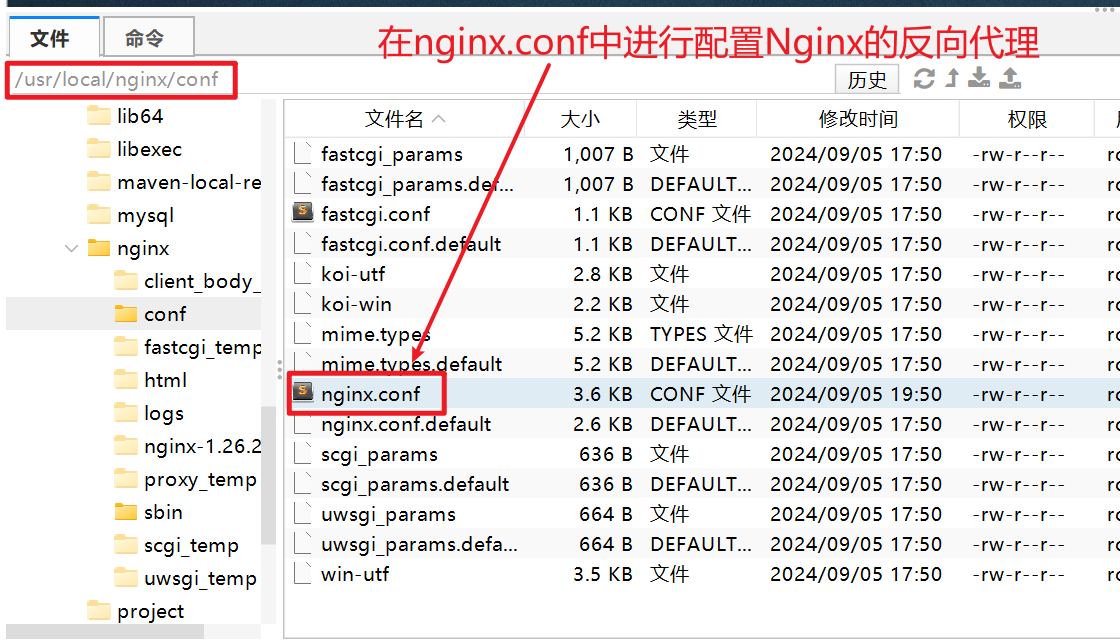 文件 命令
在nginx.conf中进行配置Nginx的反向代理
/usr/local/nginx/conf
历史
lib64
libexec
maven-local-re
mysql
nginx
client_body_
conf
fastcgi_temp
html
logs
nginx-1.26.2
proxy_temp
sbin
scgi_temp
uwsgi_temp
project
文件名 大小 类型 修改时间 权限
fastcgi_params 1,007 B 文件 2024/09/05 17:50 -rw-r--r-- ro
fastcgi_params.def... 1,007 B DEFAULT... 2024/09/05 17:50 -rw-r--r-- ro
fastcgi.conf 1.1 KB CONF 文件 2024/09/05 17:50 -rw-r--r-- ro
fastcgi.conf.default 1.1 KB DEFAULT... 2024/09/05 17:50 -rw-r--r-- ro
koi-utf 2.8 KB 文件 2024/09/05 17:50 -rw-r--r-- ro
koi-win 2.2 KB 文件 2024/09/05 17:50 -rw-r--r-- ro
mime.types 5.2 KB TYPES 文件 2024/09/05 17:50 -rw-r--r-- ro
mime.types.default 5.2 KB DEFAULT... 2024/09/05 17:50 -rw-r--r-- ro
nginx.conf 3.6 KB CONF 文件 2024/09/05 19:50 -rw-r--r-- ro
nginx.conf.default 2.6 KB DEFAULT... 2024/09/05 17:50 -rw-r--r-- ro
scgi_params 636 B 文件 2024/09/05 17:50 -rw-r--r-- ro
scgi_params.default 636 B DEFAULT... 2024/09/05 17:50 -rw-r--r-- ro
uwsgi_params 664 B 文件 2024/09/05 17:50 -rw-r--r-- ro
uwsgi_params.defa... 664 B DEFAULT... 2024/09/05 17:50 -rw-r--r-- ro
win-utf 3.5 KB 文件 2024/09/05 17:50 -rw-r--r-- ro